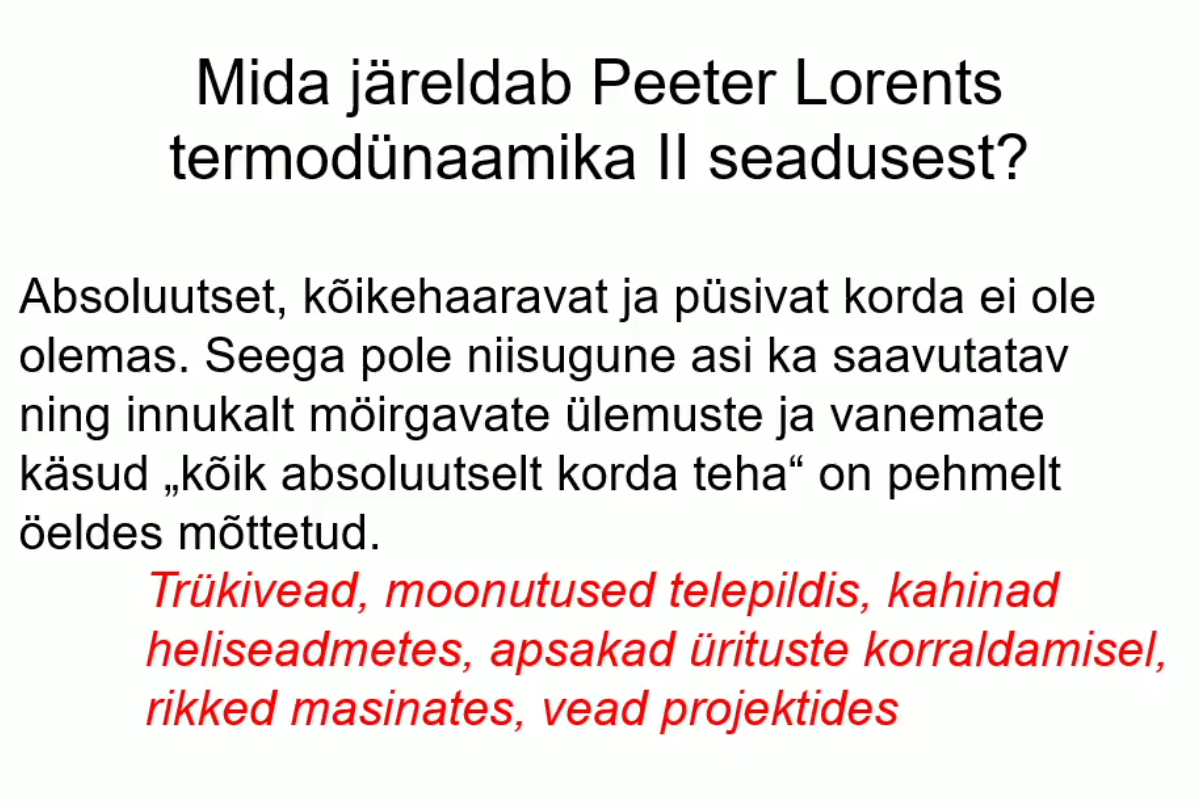 Mida järeldab Peeter Lorents
termodünaamika II seadusest?
Absoluutset, kõikehaaravat ja püsivat korda ei ole
olemas. Seega pole niisugune asi ka saavutatav
ning innukalt möirgavate ülemuste ja vanemate
käsud „kõik absoluutselt korda teha“ on pehmelt
öeldes mõttetud.
Trükivead, moonutused telepildis, kahinad
heliseadmetes, apsakad ürituste korraldamisel,
rikked masinates, vead projektides